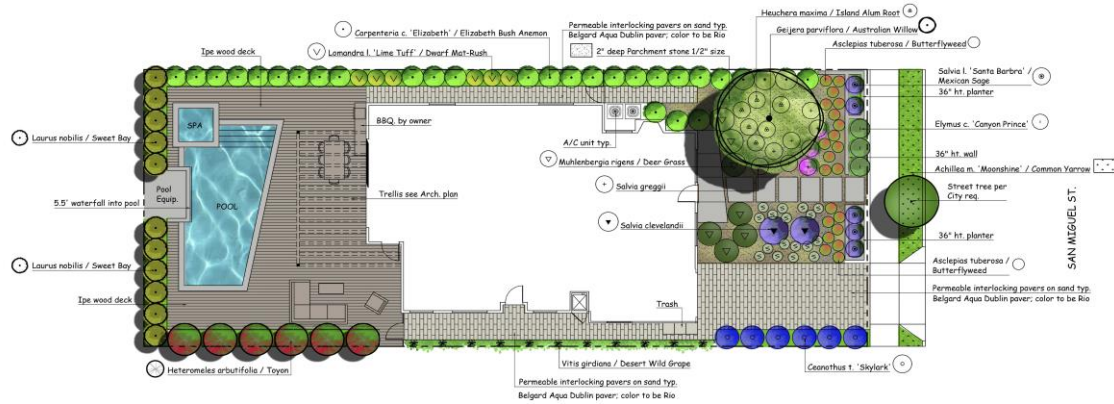 Heuchera maxima / Island Alum Root
Carpenteria c. 'Elizabeth' / Elizabeth Bush Anemon
Permeable interlocking pavers on sand typ.
Belgard Aqua Dublin paver; color to be Rio
Geijera parviflora / Australian Willow
Lomandra l. 'Lime Tuff' / Dwarf Mat-Rush
2" deep Parchment stone 1/2" size
Asclepias tuberosa / Butterflyweed
Ipe wood deck
Salvia l. 'Santa Barbra' /
Mexican Sage
36" ht. planter
SPA
BBQ. by owner
Elymus c. 'Canyon Prince'
Laurus nobilis / Sweet Bay
A/C unit typ.
36" ht. wall
Muhlenbergia rigens / Deer Grass
Achillea m. 'Moonshine' / Common Yarrow
Pool
Equip.
Salvia greggii
Street tree per
City req.
Trellis see Arch. plan
5.5' waterfall into pool
POOL
Salvia clevelandii
36" ht. planter
SAN MIGUEL ST.
Laurus nobilis / Sweet Bay
Asclepias tuberosa /
Butterflyweed
Ipe wood deck
Permeable interlocking pavers on sand typ.
Belgard Aqua Dublin paver; color to be Rio
Trash
Vitis girdiana / Desert Wild Grape
Ceanothus t. 'Skylark'
Heteromeles arbutifolia / Toyon
Permeable interlocking pavers on sand typ.
Belgard Aqua Dublin paver; color to be Rio